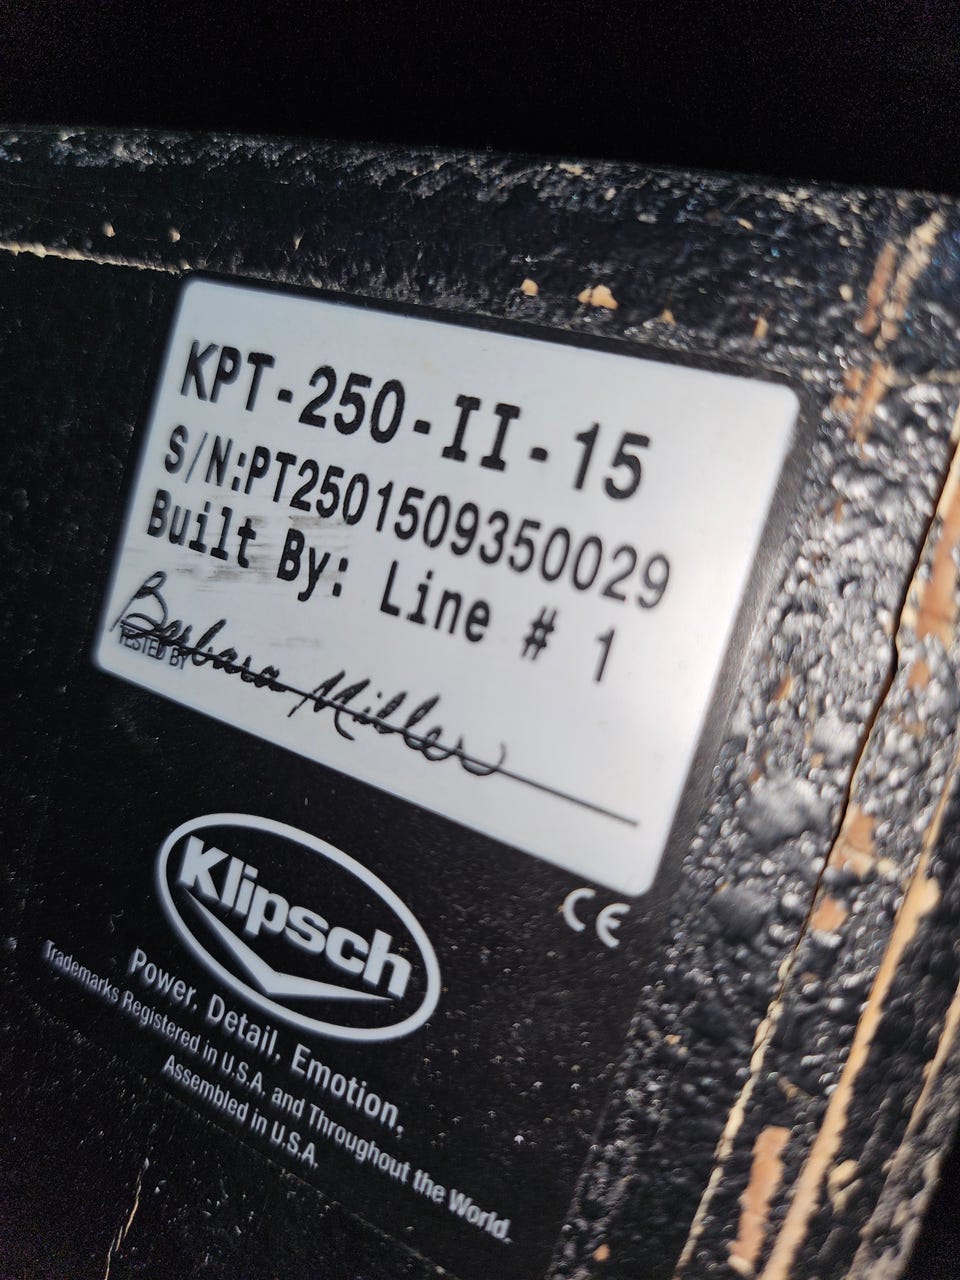 KPT-250-II-15
S/N:PT2501509350029
Built By: Line # 1
Barbara Miller
TESTED BY
CE
Klipsch
Power. Detail. Emotion.
Trademarks Registered in U.S.A. and Throughout the World.
Assembled in U.S.A.